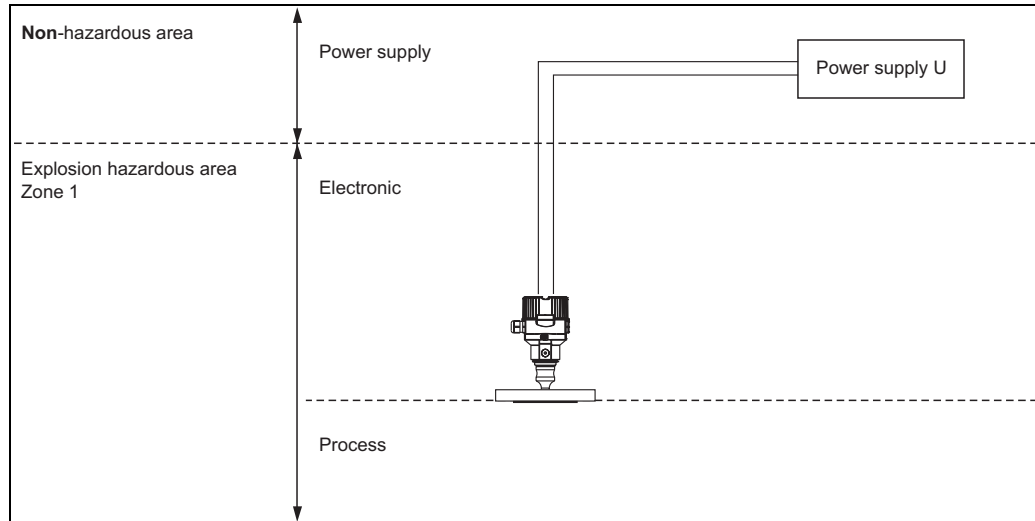 Non-hazardous area
Power supply
Power supply U
Explosion hazardous area
Zone 1
Electronic
Process